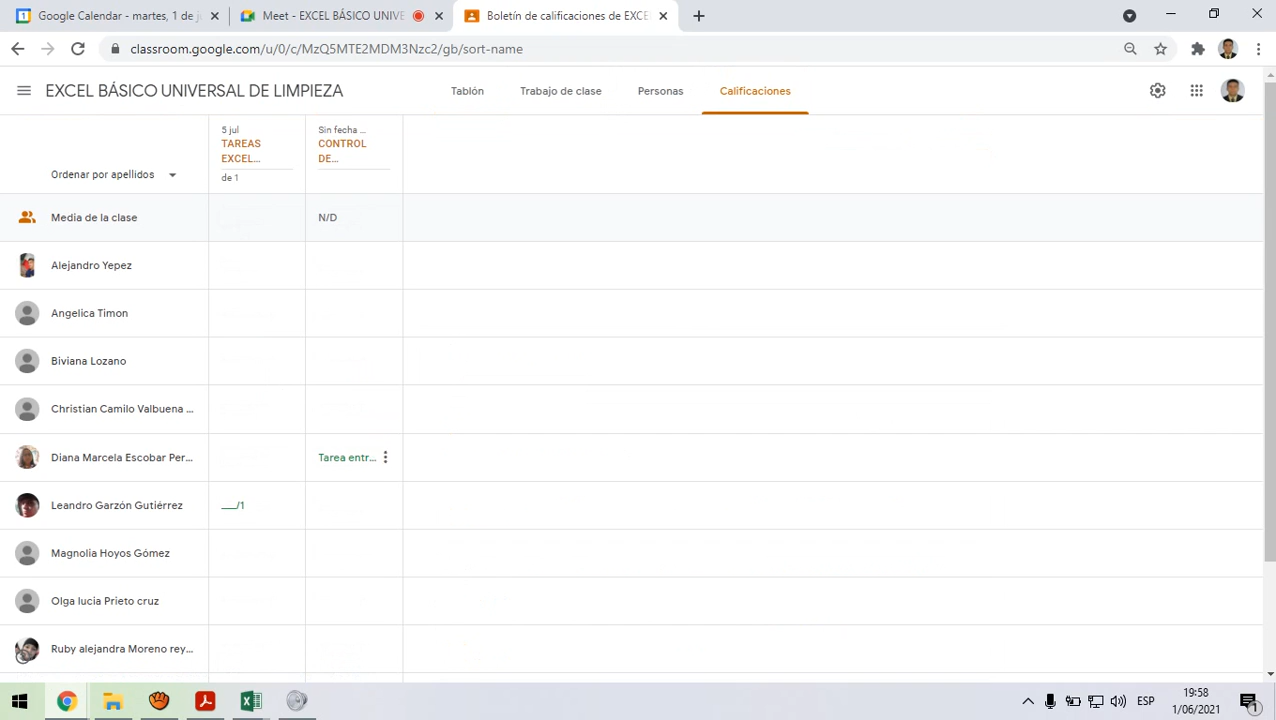 Google Calendar - martes, 1 de ju
Meet - EXCEL BÁSICO UNIVE
Boletín de calificaciones de EXCE
classroom.google.com/u/0/c/MzQ5MTE2MDM3Nzc2/gb/sort-name
EXCEL BÁSICO UNIVERSAL DE LIMPIEZA
Tablón
Trabajo de clase
Personas
Calificaciones
Ordenar por apellidos
5 jul
TAREAS
EXCEL...
de 1
Sin fecha ...
CONTROL
DE...
Media de la clase
N/D
Alejandro Yepez
Angelica Timon
Biviana Lozano
Christian Camilo Valbuena ...
Diana Marcela Escobar Per...
Tarea entr...
Leandro Garzón Gutiérrez
___/1
Magnolia Hoyos Gómez
Olga lucia Prieto cruz
Ruby alejandra Moreno rey...
ESP
19:58
1/06/2021
1